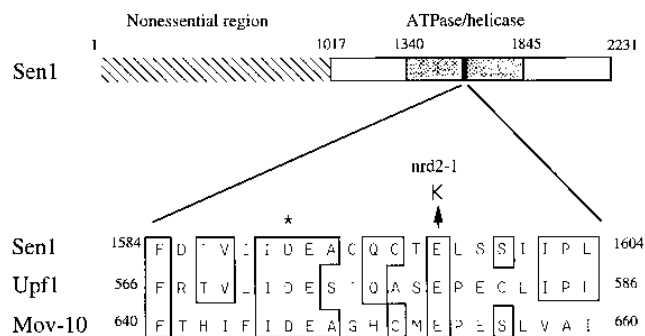 Nonessential region ATPase/helicase
1 1017 1340 1845 2231
Sen1
nrd2-1
K
*
Sen1 1584 F D T V I I D E A C Q C T E L S S I I P L 1604
Upf1 566 F R T V L I D E S T Q A S E P E C L I P I 586
Mov-10 640 F T H I F I D E A G H C M E P E S L V A I 660